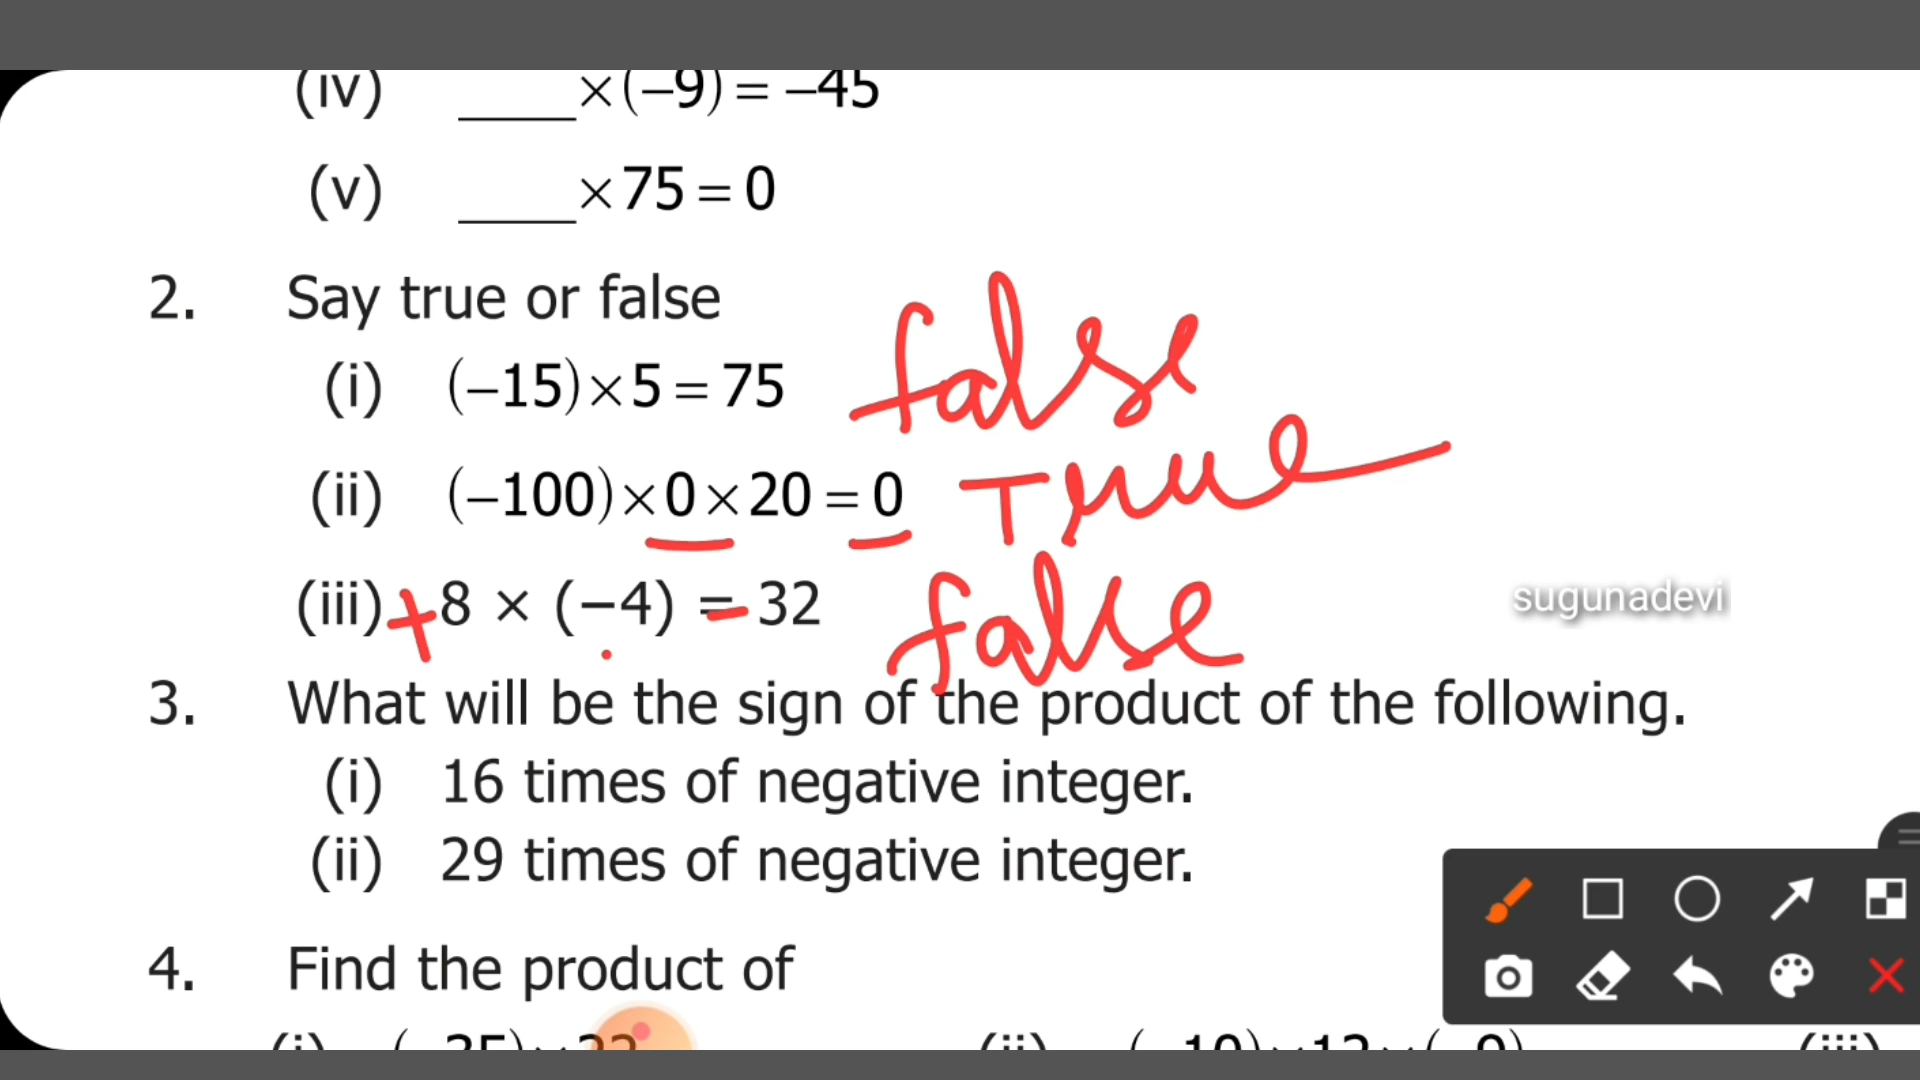 (iv) ____×(−9)=−45
(v) ____×75=0
2. Say true or false
(i) (−15)×5=75 false
(ii) (−100)×0×20=0 True
(iii) +8 × (−4) = −32 false
sugunadevi
3. What will be the sign of the product of the following.
(i) 16 times of negative integer.
(ii) 29 times of negative integer.
4. Find the product of